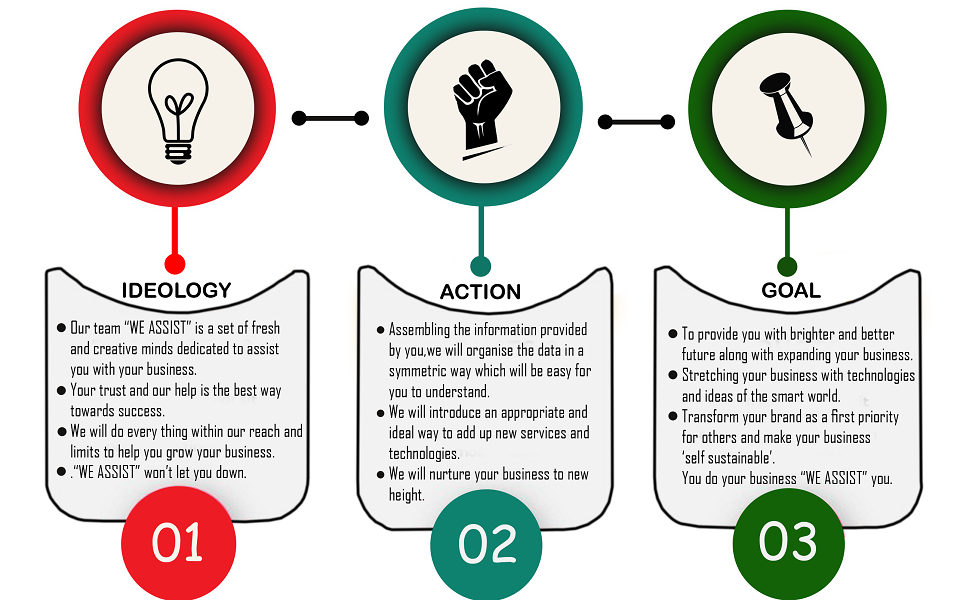 IDEOLOGY
● Our team “WE ASSIST” is a set of fresh
and creative minds dedicated to assist
you with your business.
● Your trust and our help is the best way
towards success.
● We will do every thing within our reach and
limits to help you grow your business.
● .“WE ASSIST” won’t let you down.
01
ACTION
● Assembling the information provided
by you,we will organise the data in a
symmetric way which will be easy for
you to understand.
● We will introduce an appropriate and
ideal way to add up new services and
technologies.
● We will nurture your business to new
height.
02
GOAL
● To provide you with brighter and better
future along with expanding your business.
● Stretching your business with technologies
and ideas of the smart world.
● Transform your brand as a first priority
for others and make your business
‘self sustainable’.
You do your business “WE ASSIST” you.
03